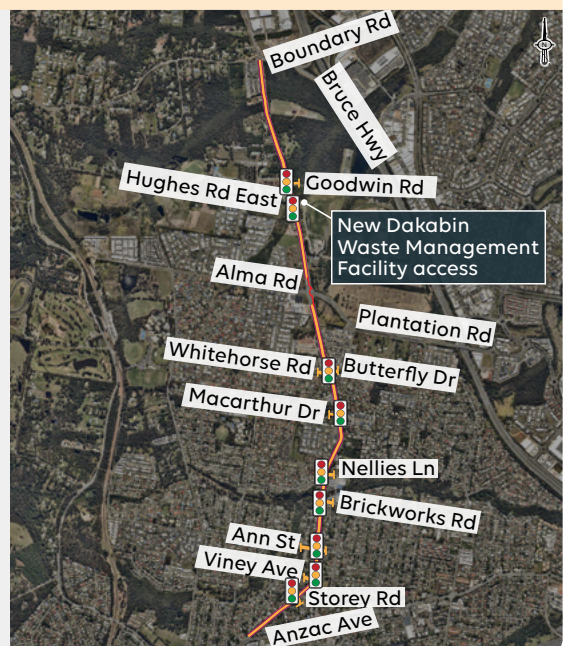 Boundary Rd
Bruce Hwy
Goodwin Rd
Hughes Rd East
New Dakabin
Waste Management
Facility access
Alma Rd
Plantation Rd
Whitehorse Rd
Butterfly Dr
Macarthur Dr
Nellies Ln
Brickworks Rd
Ann St
Viney Ave
Storey Rd
Anzac Ave